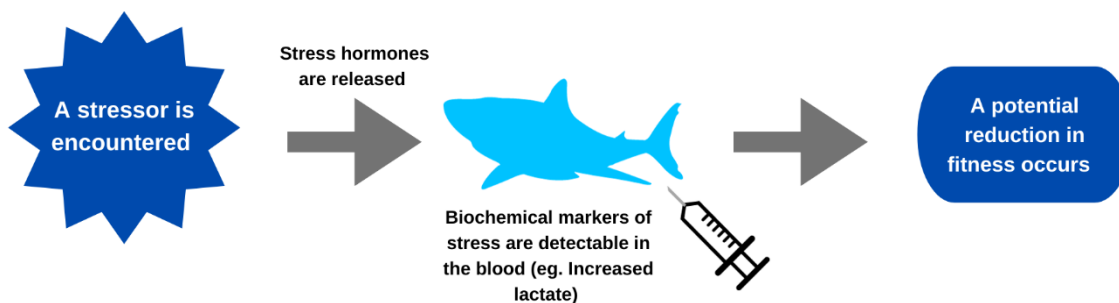 A stressor is
encountered
Stress hormones
are released
Biochemical markers of
stress are detectable in
the blood (eg. Increased
lactate)
A potential
reduction in
fitness occurs